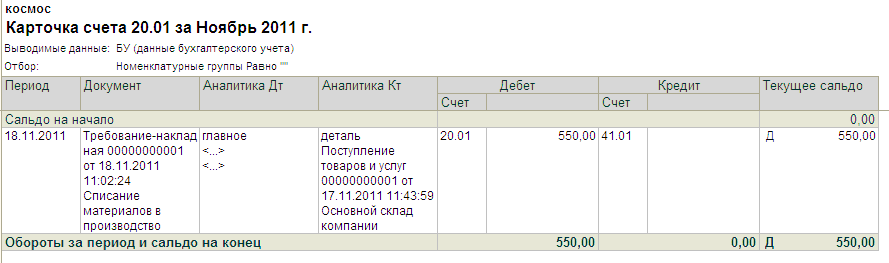 космос
Карточка счета 20.01 за Ноябрь 2011 г.
Выводимые данные: БУ (данные бухгалтерского учета)
Отбор: Номенклатурные группы Равно ""
Период Документ Аналитика Дт Аналитика Кт Дебет Кредит Текущее сальдо
Счет Счет
Сальдо на начало 0,00
18.11.2011 Требование-наклад главное деталь 20.01 550,00 41.01 Д 550,00
ная 00000000001 <...> Поступление
от 18.11.2011 <...> товаров и услуг
11:02:24 00000000001 от
Списание 17.11.2011 11:43:59
материалов в Основной склад
производство компании
Обороты за период и сальдо на конец 550,00 0,00 Д 550,00